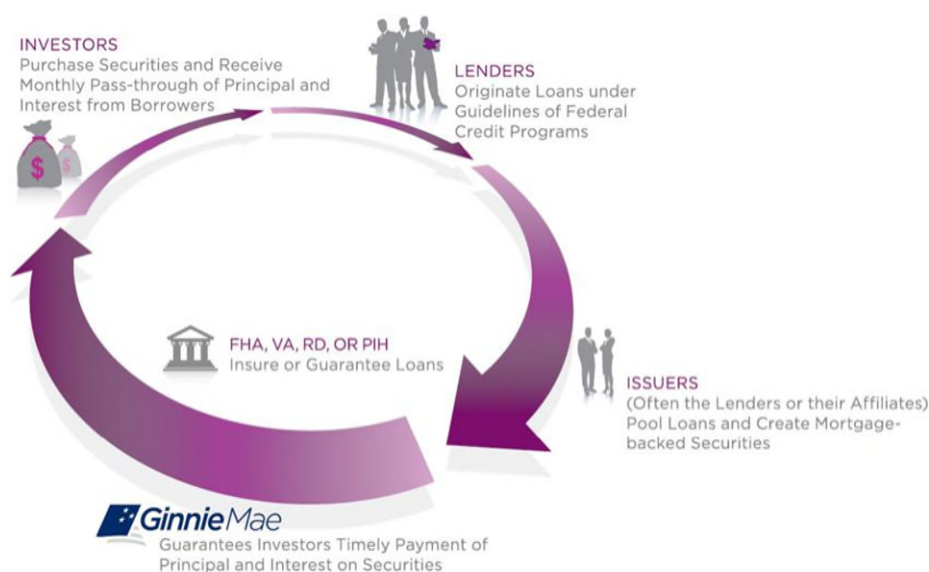 INVESTORS
Purchase Securities and Receive
Monthly Pass-through of Principal and
Interest from Borrowers
$
$
LENDERS
Originate Loans under
Guidelines of Federal
Credit Programs
FHA, VA, RD, OR PIH
Insure or Guarantee Loans
ISSUERS
(Often the Lenders or their Affiliates)
Pool Loans and Create Mortgage-
backed Securities
GinnieMae
Guarantees Investors Timely Payment of
Principal and Interest on Securities